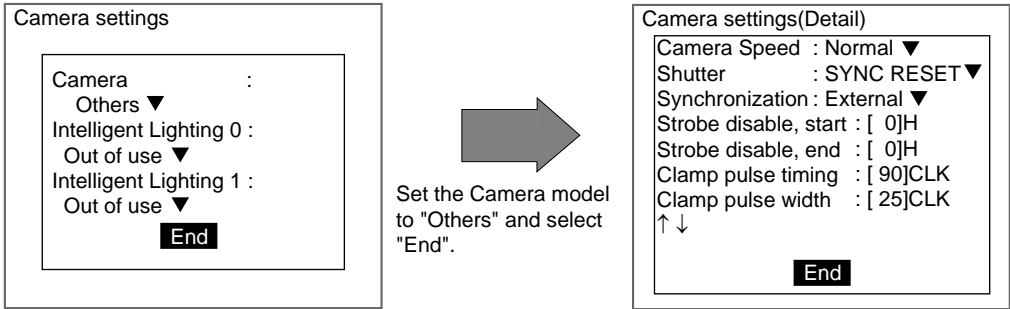 Camera settings
Camera :
Others ▼
Intelligent Lighting 0 :
Out of use ▼
Intelligent Lighting 1 :
Out of use ▼
End
Set the Camera model
to "Others" and select
"End".
Camera settings(Detail)
Camera Speed : Normal ▼
Shutter : SYNC RESET▼
Synchronization : External ▼
Strobe disable, start : [ 0]H
Strobe disable, end : [ 0]H
Clamp pulse timing : [ 90]CLK
Clamp pulse width : [ 25]CLK
↑↓
End